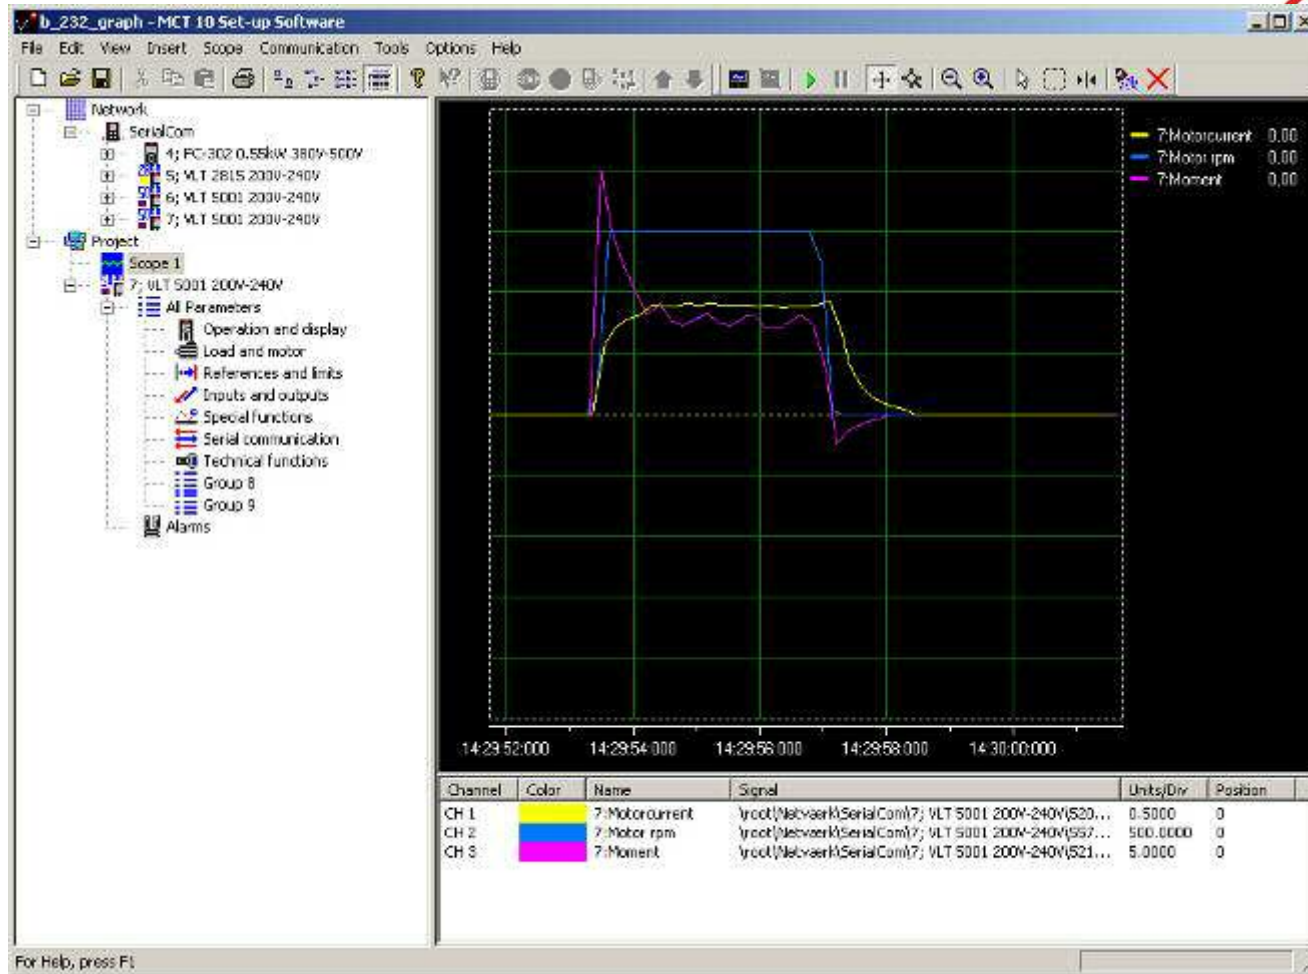 b_232_graph - MCT 10 Set-up Software
File Edit View Insert Scope Communication Tools Options Help
Network
SerialCom
4; FC-302 0.55kW 380V-500V
5; VLT 2815 200V-240V
6; VLT 5001 200V-240V
7; VLT 5001 200V-240V
Project
Scope 1
7; VLT 5001 200V-240V
All Parameters
Operation and display
Load and motor
References and limits
Inputs and outputs
Special functions
Serial communication
Technical functions
Group 8
Group 9
Alarms
7:Motorcurrent 0.00
7:Motor rpm 0.00
7:Moment 0.00
14:29:52:000 14:29:54:000 14:29:56:000 14:29:58:000 14:30:00:000
Channel Color Name Signal Units/Div Position
CH 1 7:Motorcurrent \root\Netværk\SerialCom\7; VLT 5001 200V-240V\520... 0.5000 0
CH 2 7:Motor rpm \root\Netværk\SerialCom\7; VLT 5001 200V-240V\557... 500.0000 0
CH 3 7:Moment \root\Netværk\SerialCom\7; VLT 5001 200V-240V\521... 5.0000 0
For Help, press F1